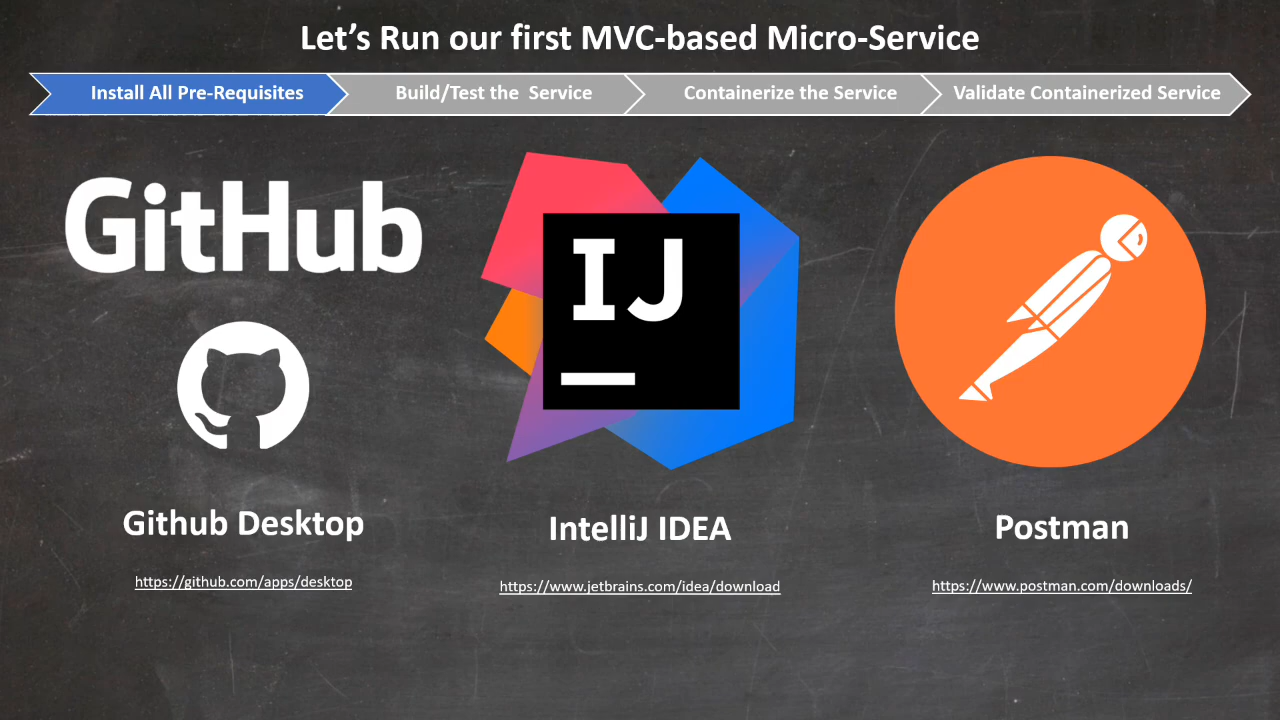 Let's Run our first MVC-based Micro-Service
Install All Pre-Requisites
Build/Test the  Service
Containerize the Service
Validate Containerized Service
GitHub
IJ
Github Desktop
IntelliJ IDEA
Postman
https://github.com/apps/desktop
https://www.jetbrains.com/idea/download
https://www.postman.com/downloads/